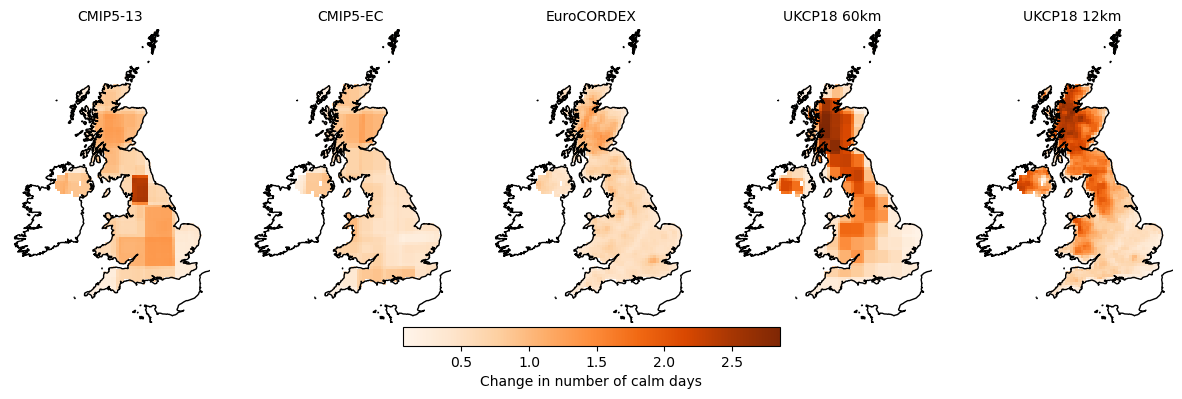 CMIP5-13 CMIP5-EC EuroCORDEX UKCP18 60km UKCP18 12km
0.5 1.0 1.5 2.0 2.5
Change in number of calm days